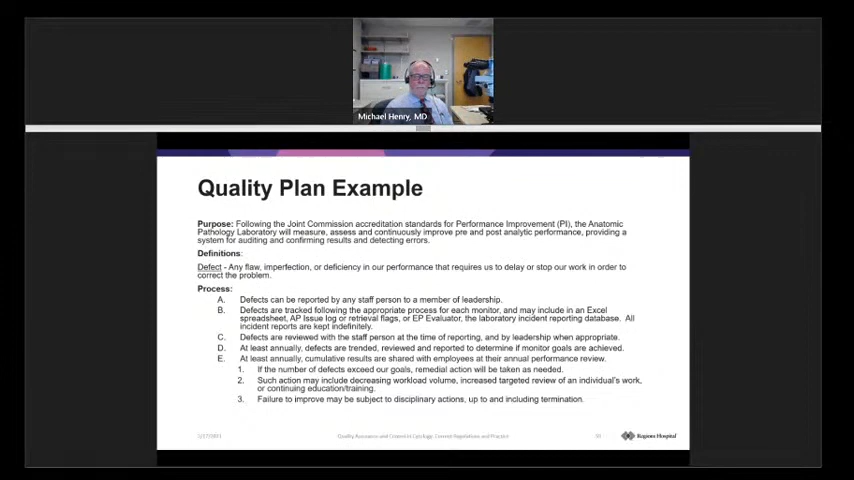 Michael Henry, MD
Quality Plan Example
Purpose: Following the Joint Commission accreditation standards for Performance Improvement (PI), the Anatomic
Pathology Laboratory will measure, assess and continuously improve pre and post analytic performance, providing a
system for auditing and confirming results and detecting errors.
Definitions:
Defect - Any flaw, imperfection, or deficiency in our performance that requires us to delay or stop our work in order to
correct the problem.
Process:
A. Defects can be reported by any staff person to a member of leadership.
B. Defects are tracked following the appropriate process for each monitor, and may include in an Excel
spreadsheet, AP Issue log or retrieval flags, or EP Evaluator, the laboratory incident reporting database. All
incident reports are kept indefinitely.
C. Defects are reviewed with the staff person at the time of reporting, and by leadership when appropriate.
D. At least annually, defects are trended, reviewed and reported to determine if monitor goals are achieved.
E. At least annually, cumulative results are shared with employees at their annual performance review.
1. If the number of defects exceed our goals, remedial action will be taken as needed.
2. Such action may include decreasing workload volume, increased targeted review of an individual's work,
or continuing education/training.
3. Failure to improve may be subject to disciplinary actions, up to and including termination.
Quality Assurance and Control in Cytology: Current Regulations and Practice
Hospital